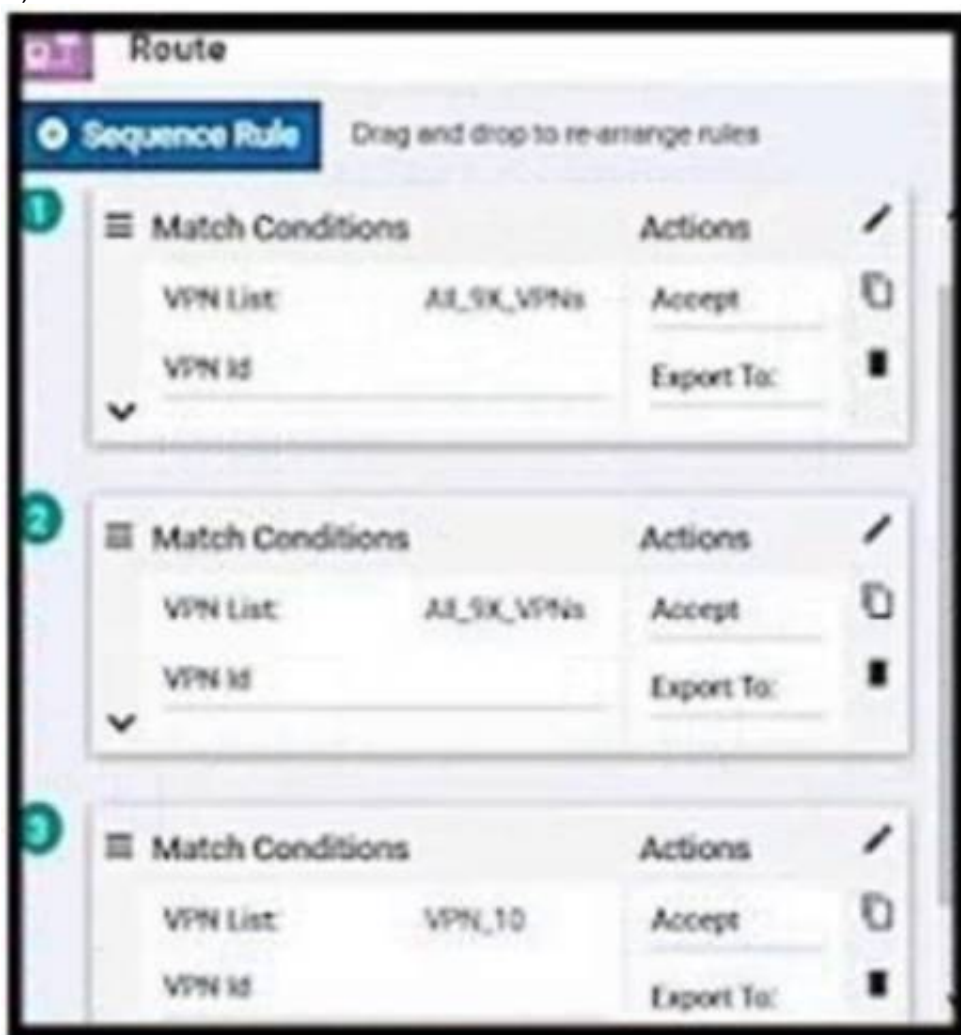 Route
Sequence Rule Drag and drop to re-arrange rules
1
Match Conditions Actions
VPN List: All_9X_VPNs Accept
VPN Id Export To:
2
Match Conditions Actions
VPN List: All_9X_VPNs Accept
VPN Id Export To:
3
Match Conditions Actions
VPN List: VPN_10 Accept
VPN Id Export To: